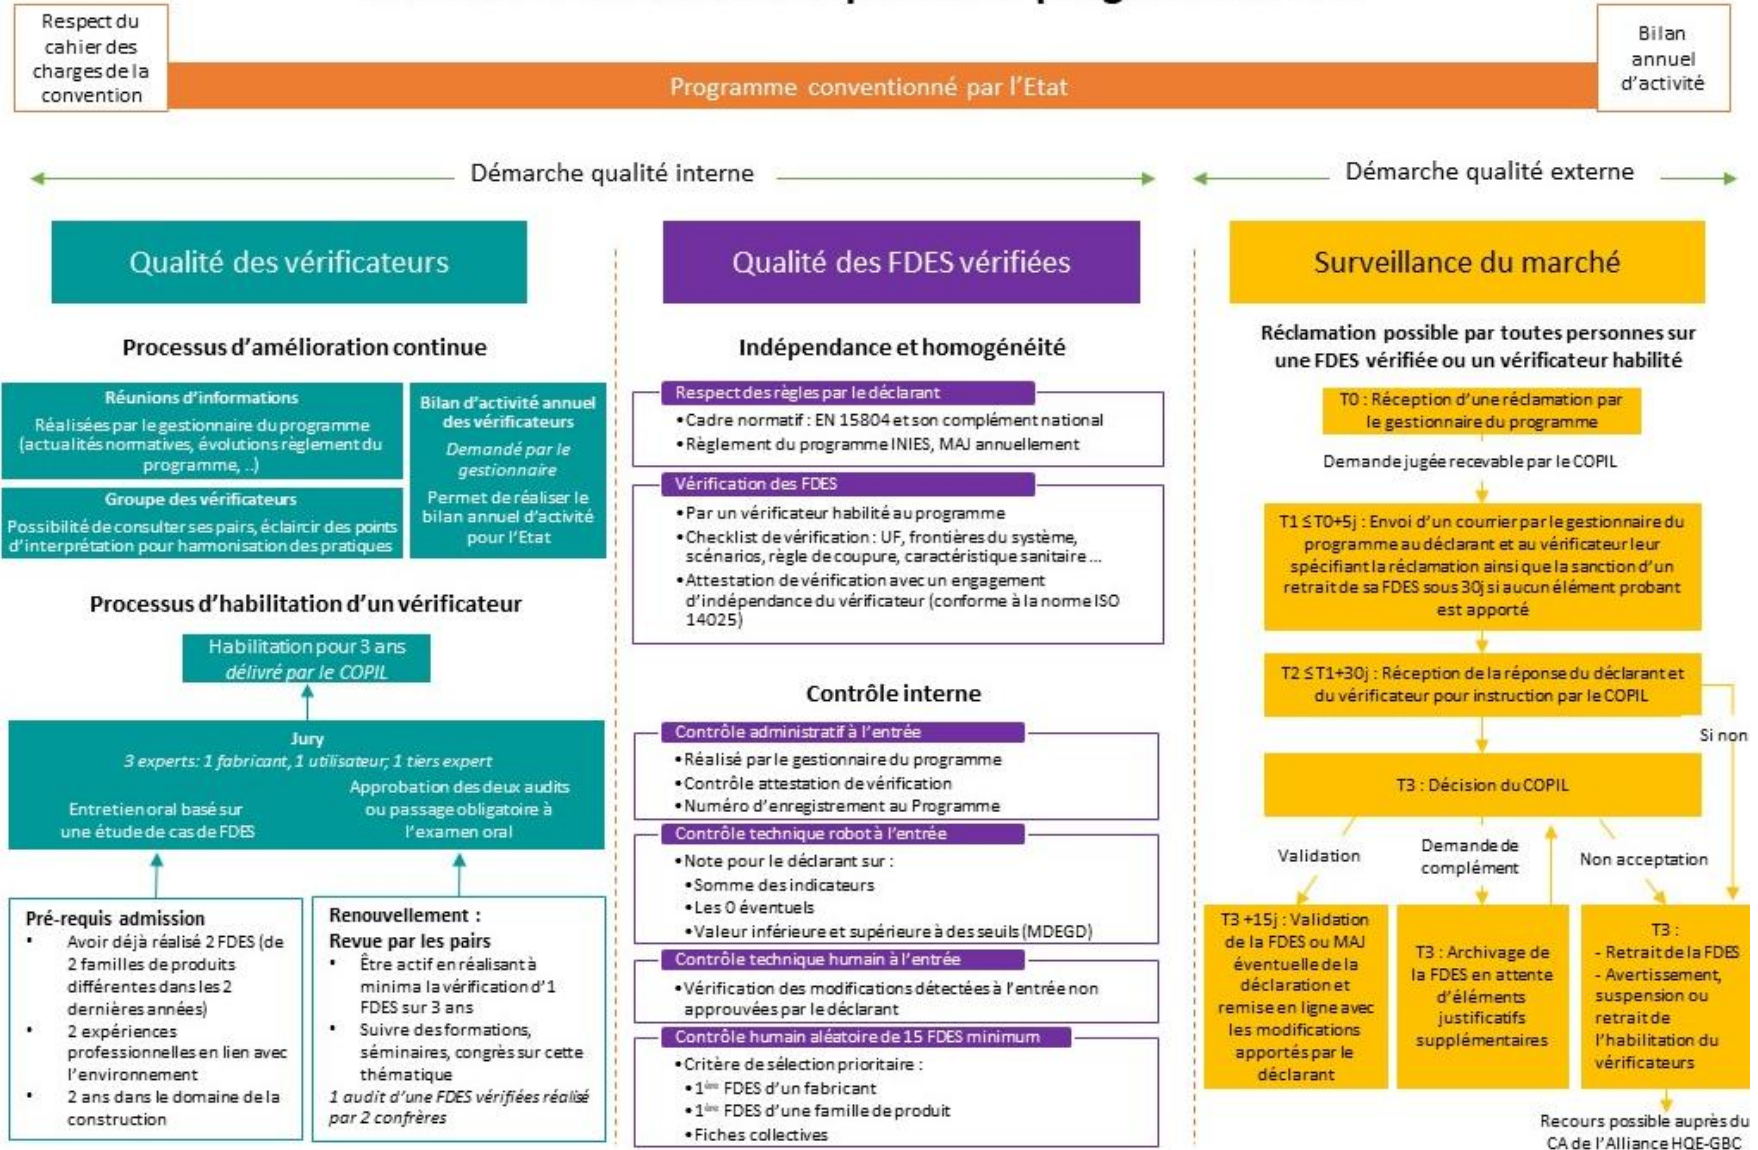 Respect du
cahier des
charges de la
convention
Programme conventionné par l'Etat
Bilan
annuel
d'activité
Démarche qualité interne
Démarche qualité externe
Qualité des vérificateurs
Processus d'amélioration continue
Réunions d'informations
Réalisées par le gestionnaire du programme
(actualités normatives, évolutions règlement du
programme, ..)
Groupe des vérificateurs
Possibilité de consulter ses pairs, éclaircir des points
d'interprétation pour harmonisation des pratiques
Bilan d'activité annuel
des vérificateurs
Demandé par le
gestionnaire
Permet de réaliser le
bilan annuel d'activité
pour l'Etat
Processus d'habilitation d'un vérificateur
Habilitation pour 3 ans
délivré par le COPIL
Jury
3 experts: 1 fabricant, 1 utilisateur; 1 tiers expert
Entretien oral basé sur
une étude de cas de FDES
Approbation des deux audits
ou passage obligatoire à
l'examen oral
Pré-requis admission
• Avoir déjà réalisé 2 FDES (de
2 familles de produits
différentes dans les 2
dernières années)
• 2 expériences
professionnelles en lien avec
l'environnement
• 2 ans dans le domaine de la
construction
Renouvellement :
Revue par les pairs
• Être actif en réalisant à
minima la vérification d'1
FDES sur 3 ans
• Suivre des formations,
séminaires, congrès sur cette
thématique
1 audit d'une FDES vérifiées réalisé
par 2 confrères
Qualité des FDES vérifiées
Indépendance et homogénéité
Respect des règles par le déclarant
• Cadre normatif : EN 15804 et son complément national
• Règlement du programme INIES, MAJ annuellement
Vérification des FDES
• Par un vérificateur habilité au programme
• Checklist de vérification : UF, frontières du système,
scénarios, règle de coupure, caractéristique sanitaire ...
• Attestation de vérification avec un engagement
d'indépendance du vérificateur (conforme à la norme ISO
14025)
Contrôle interne
Contrôle administratif à l'entrée
• Réalisé par le gestionnaire du programme
• Contrôle attestation de vérification
• Numéro d'enregistrement au Programme
Contrôle technique robot à l'entrée
• Note pour le déclarant sur :
• Somme des indicateurs
• Les 0 éventuels
• Valeur inférieure et supérieure à des seuils (MDEGD)
Contrôle technique humain à l'entrée
• Vérification des modifications détectées à l'entrée non
approuvées par le déclarant
Contrôle humain aléatoire de 15 FDES minimum
• Critère de sélection prioritaire :
• 1ère FDES d'un fabricant
• 1ère FDES d'une famille de produit
• Fiches collectives
Surveillance du marché
Réclamation possible par toutes personnes sur
une FDES vérifiée ou un vérificateur habilité
T0 : Réception d'une réclamation par
le gestionnaire du programme
Demande jugée recevable par le COPIL
T1 ≤ T0+5j : Envoi d'un courrier par le gestionnaire du
programme au déclarant et au vérificateur leur
spécifiant la réclamation ainsi que la sanction d'un
retrait de sa FDES sous 30j si aucun élément probant
est apporté
T2 ≤ T1+30j : Réception de la réponse du déclarant et
du vérificateur pour instruction par le COPIL
Si non
T3 : Décision du COPIL
Validation
Demande de
complément
Non acceptation
T3 +15j : Validation
de la FDES ou MAJ
éventuelle de la
déclaration et
remise en ligne avec
les modifications
apportés par le
déclarant
T3 : Archivage de
la FDES en attente
d'éléments
justificatifs
supplémentaires
T3 :
- Retrait de la FDES
- Avertissement,
suspension ou
retrait de
l'habilitation du
vérificateurs
Recours possible auprès du
CA de l'Alliance HQE-GBC